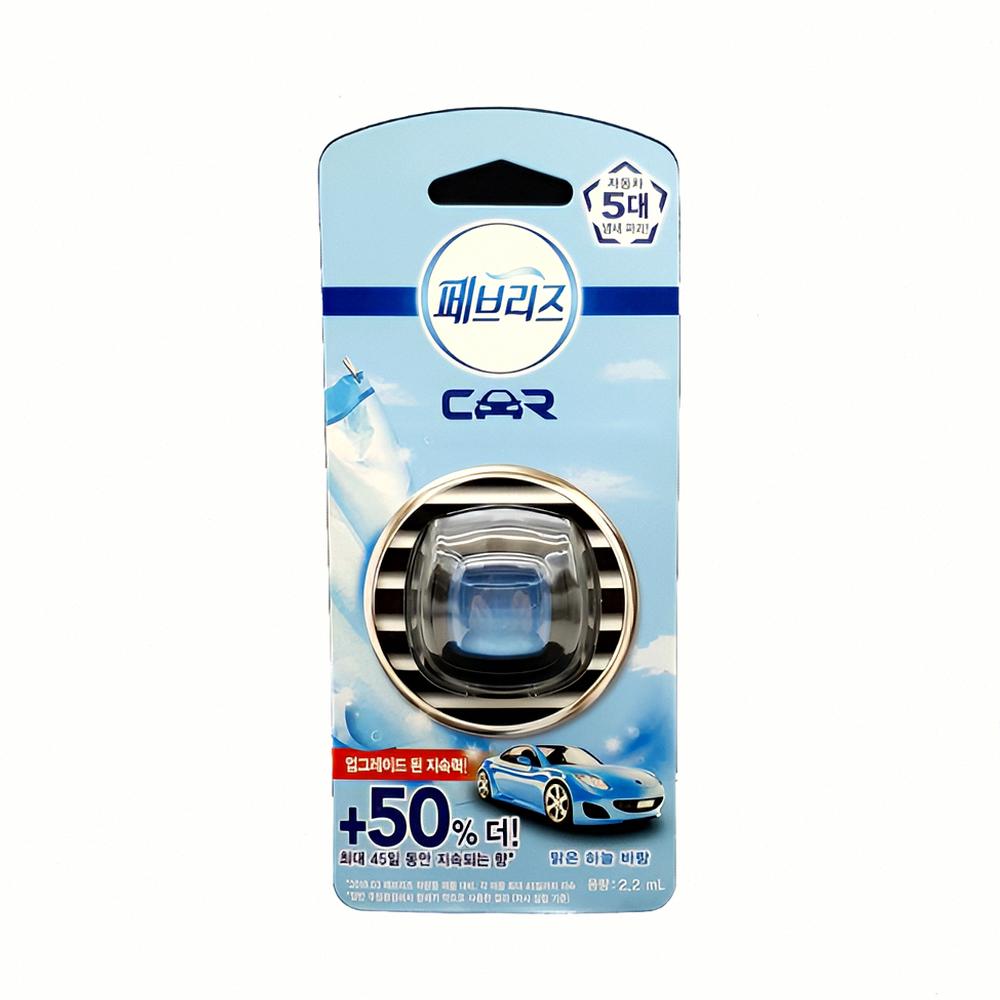 자동차
5대
냄새 파괴!
페브리즈
CAR
업그레이드 된 지속력!
+50% 더!
최대 45일 동안 지속되는 향*
맑은 하늘 바람
용량:2.2 mL